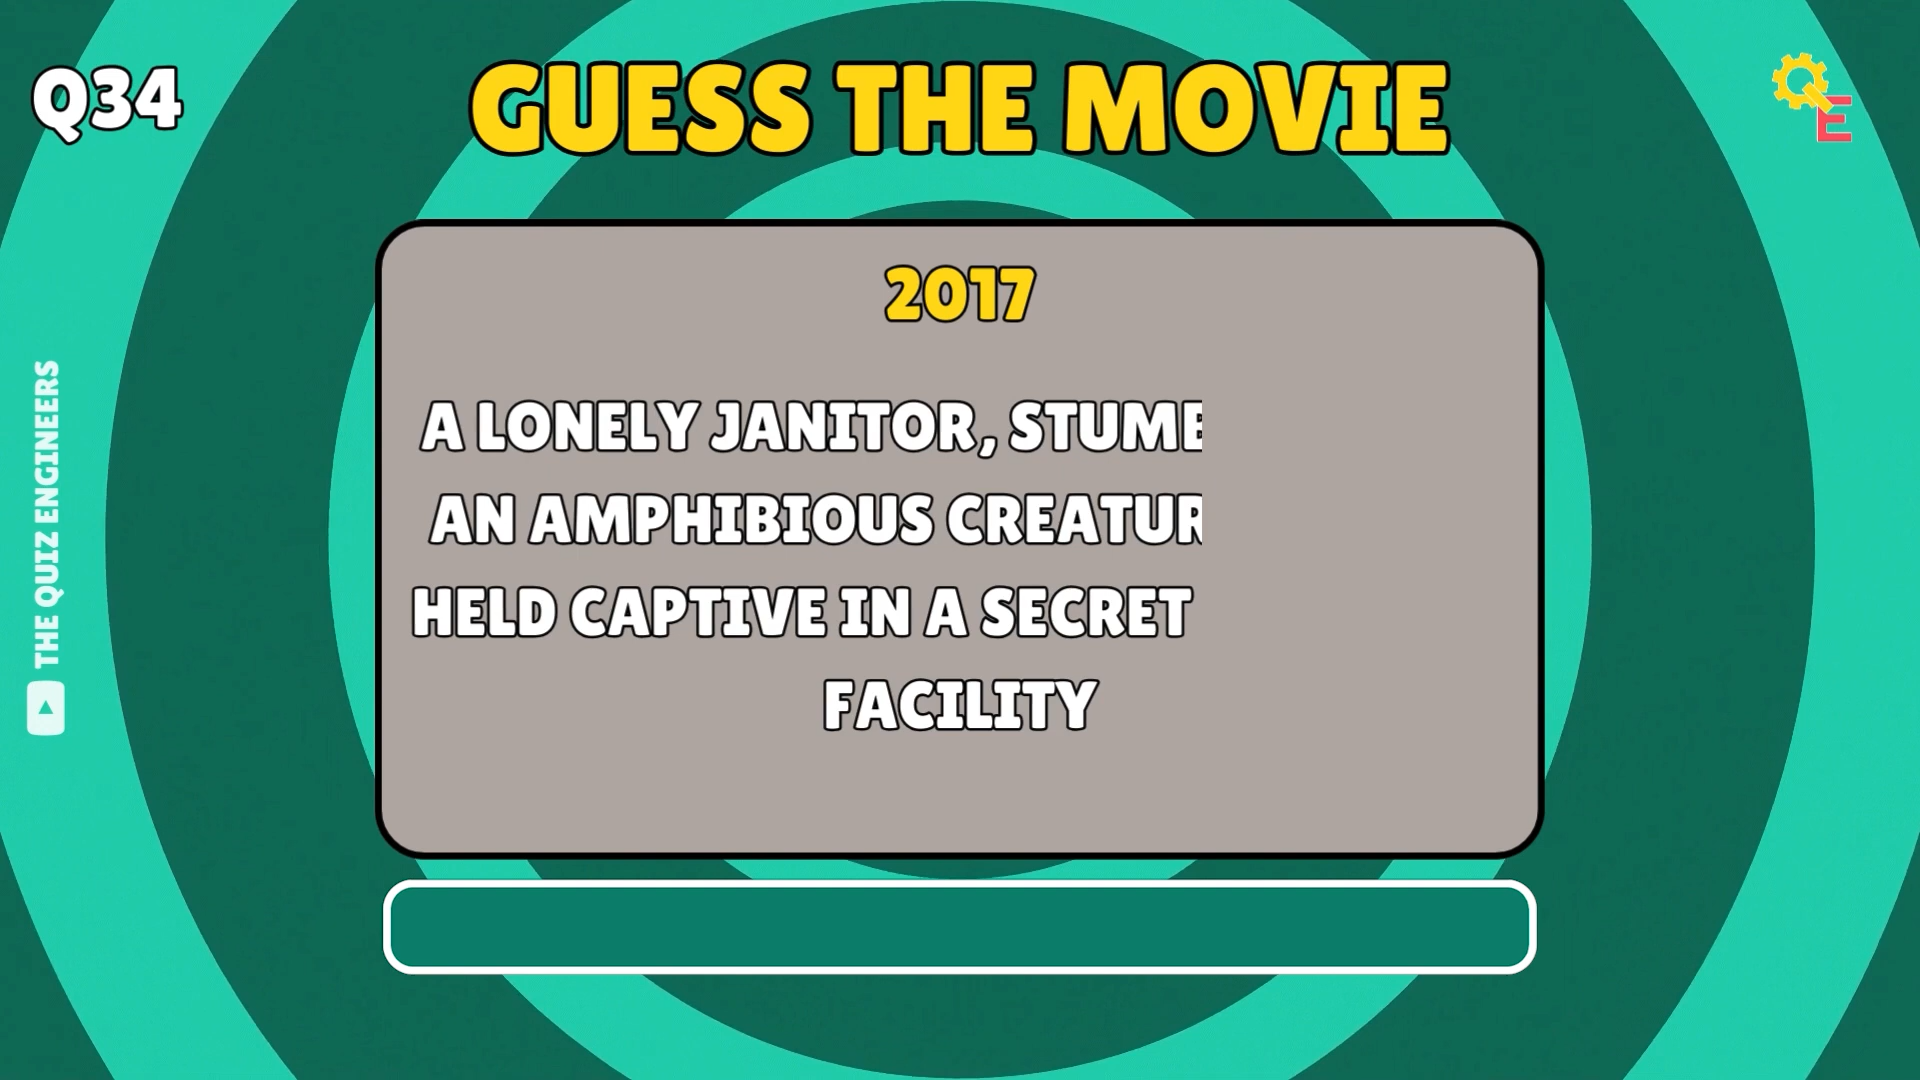 Q34
GUESS THE MOVIE
QE
2017
A LONELY JANITOR, STUMB
AN AMPHIBIOUS CREATUR
HELD CAPTIVE IN A SECRET
FACILITY
THE QUIZ ENGINEERS